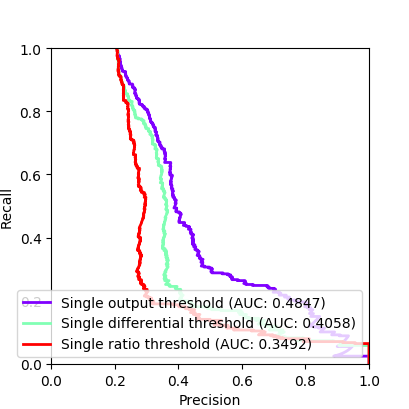 1.0
0.8
0.6
0.4
0.2
0.0
Recall
Single output threshold (AUC: 0.4847)
Single differential threshold (AUC: 0.4058)
Single ratio threshold (AUC: 0.3492)
0.0 0.2 0.4 0.6 0.8 1.0
Precision